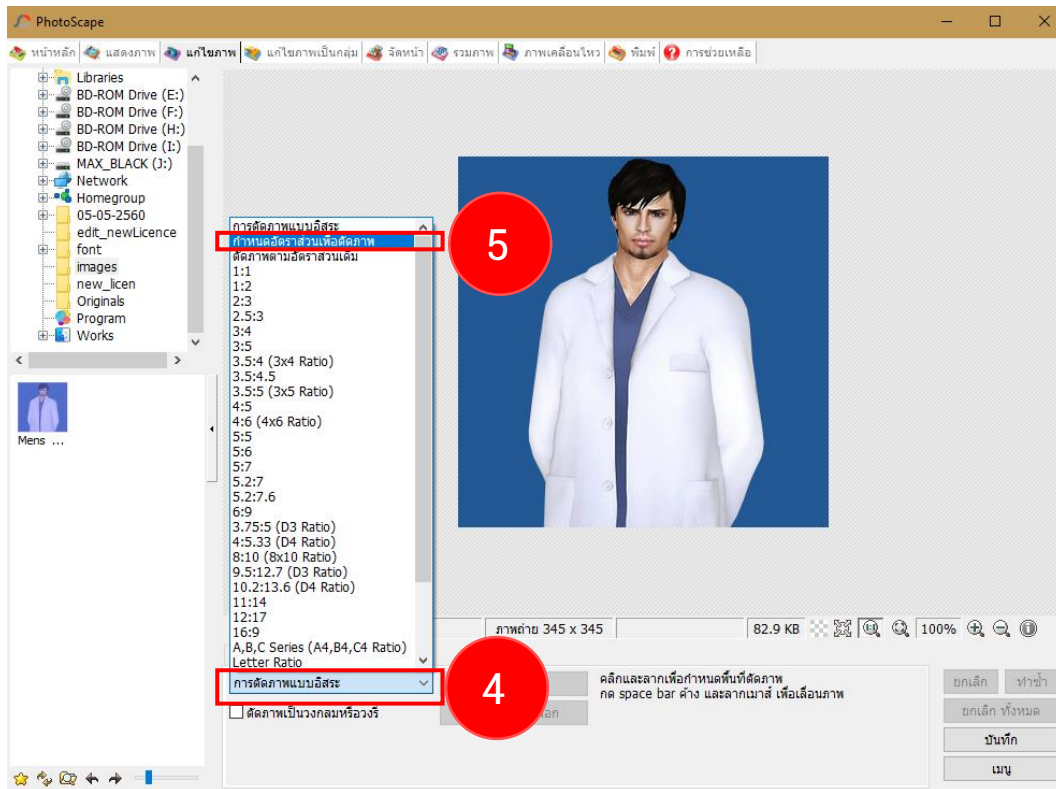 PhotoScape
หน้าหลัก แสดงภาพ แก้ไขภาพ แก้ไขภาพเป็นกลุ่ม จัดหน้า รวมภาพ ภาพเคลื่อนไหว พิมพ์ การช่วยเหลือ
Libraries
BD-ROM Drive (E:)
BD-ROM Drive (F:)
BD-ROM Drive (H:)
BD-ROM Drive (I:)
MAX_BLACK (J:)
Network
Homegroup
05-05-2560
edit_newLicence
font
images
new_licen
Originals
Program
Works
Mens ...
การตัดภาพแบบอิสระ
กำหนดอัตราส่วนเพื่อตัดภาพ
ตัดภาพตามอัตราส่วนเดิม
1:1
1:2
2:3
2.5:3
3:4
3:5
3.5:4 (3x4 Ratio)
3.5:4.5
3.5:5 (3x5 Ratio)
4:5
4:6 (4x6 Ratio)
5:5
5:6
5:7
5.2:7
5.2:7.6
6:9
3.75:5 (D3 Ratio)
4:5.33 (D4 Ratio)
8:10 (8x10 Ratio)
9.5:12.7 (D3 Ratio)
10.2:13.6 (D4 Ratio)
11:14
12:17
16:9
A,B,C Series (A4,B4,C4 Ratio)
Letter Ratio
5
ภาพถ่าย 345 x 345 82.9 KB 100%
การตัดภาพแบบอิสระ
4
ตัดภาพเป็นวงกลมหรือวงรี
คลิกและลากเพื่อกำหนดพื้นที่ตัดภาพ
กด space bar ค้าง และลากเมาส์ เพื่อเลื่อนภาพ
ยกเลิก ทำซ้ำ
ยกเลิก ทั้งหมด
บันทึก
เมนู